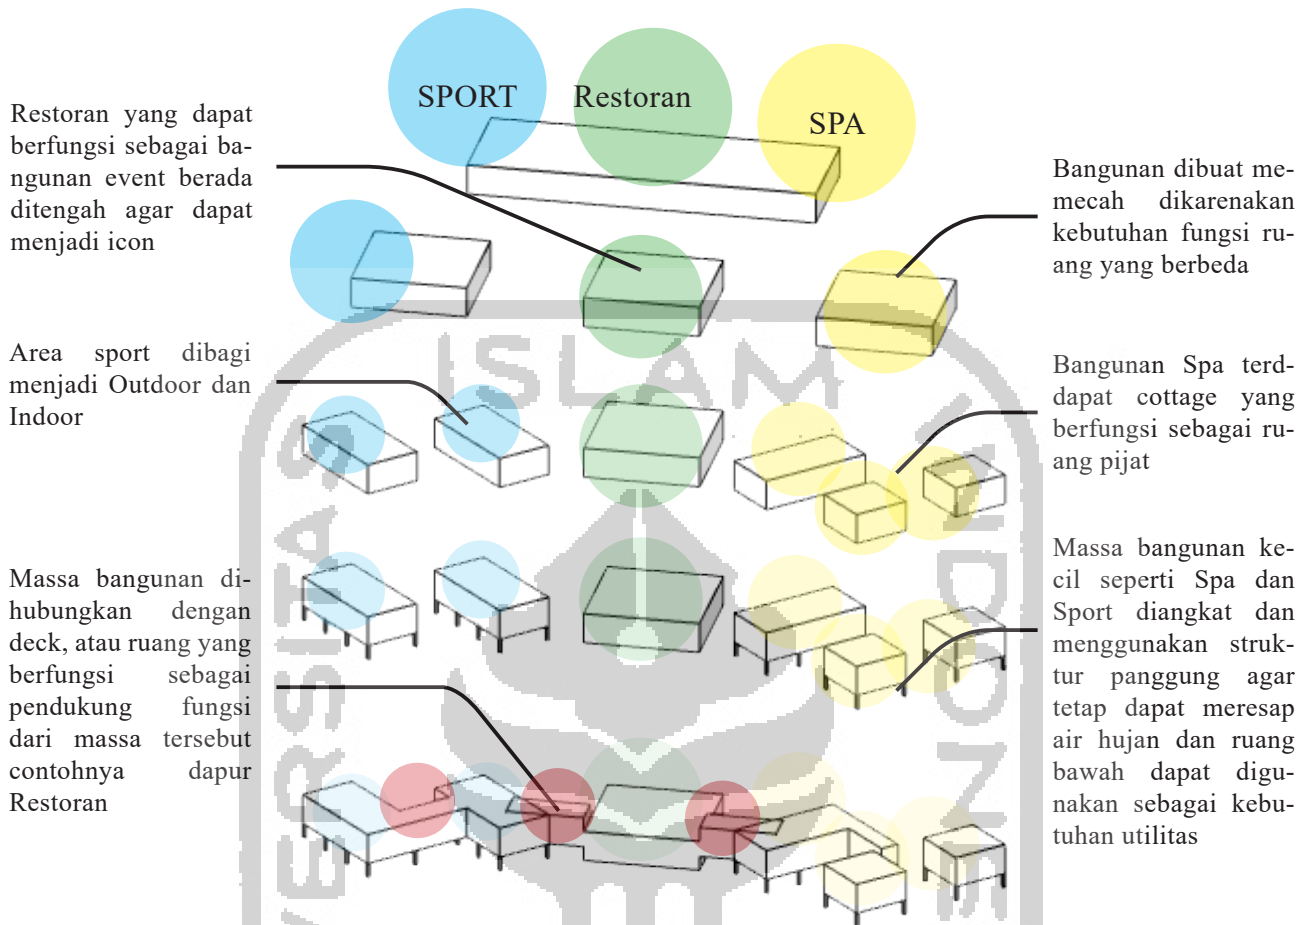 SPORT
Restoran
SPA
Restoran yang dapat
berfungsi sebagai ba-
ngunan event berada
ditengah agar dapat
menjadi icon
Bangunan dibuat me-
mecah dikarenakan
kebutuhan fungsi ru-
ang yang berbeda
Area sport dibagi
menjadi Outdoor dan
Indoor
Bangunan Spa terd-
dapat cottage yang
berfungsi sebagai ru-
ang pijat
Massa bangunan di-
hubungkan dengan
deck, atau ruang yang
berfungsi sebagai
pendukung fungsi
dari massa tersebut
contohnya dapur
Restoran
Massa bangunan ke-
cil seperti Spa dan
Sport diangkat dan
menggunakan struk-
tur panggung agar
tetap dapat meresap
air hujan dan ruang
bawah dapat digu-
nakan sebagai kebu-
tuhan utilitas
ISLAM
VERSITAS